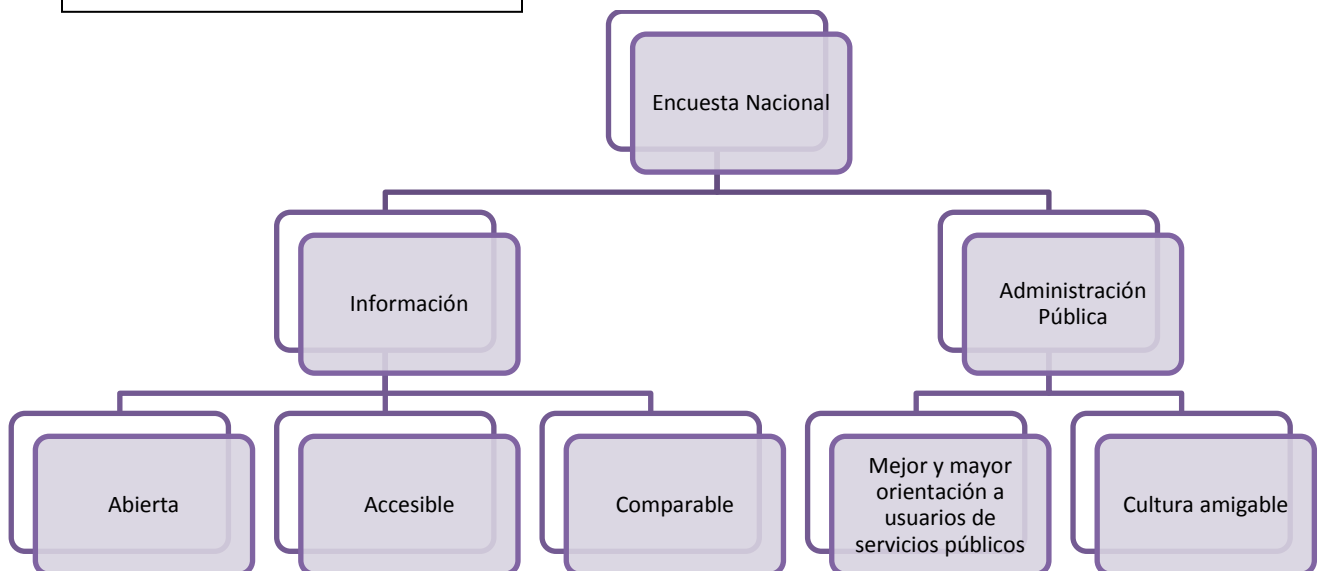 Encuesta Nacional
Información
Administración
Pública
Abierta
Accesible
Comparable
Mejor y mayor
orientación a
usuarios de
servicios públicos
Cultura amigable